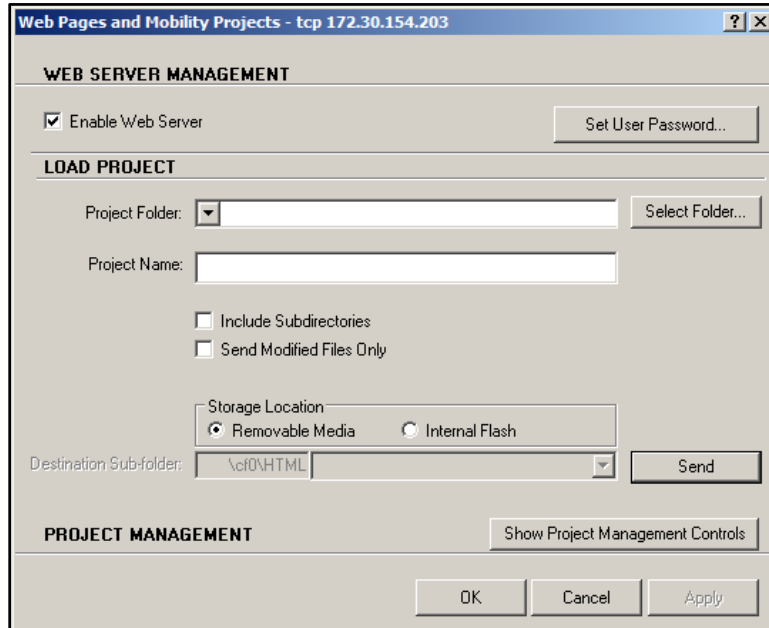 Web Pages and Mobility Projects - tcp 172.30.154.203
WEB SERVER MANAGEMENT
Enable Web Server
Set User Password...
LOAD PROJECT
Project Folder:
Select Folder...
Project Name:
Include Subdirectories
Send Modified Files Only
Storage Location
Removable Media
Internal Flash
Destination Sub-folder:
\cf0\HTML
Send
PROJECT MANAGEMENT
Show Project Management Controls
OK
Cancel
Apply